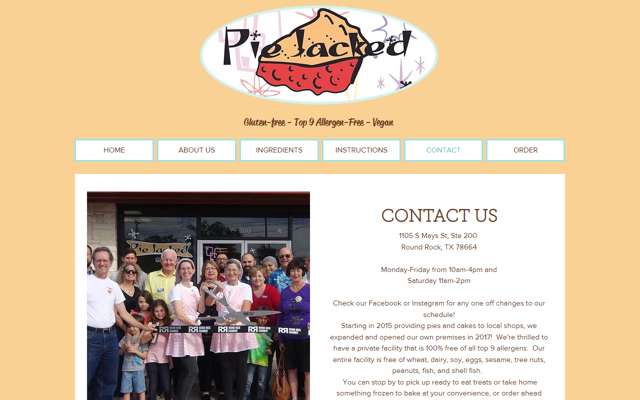 Pie Jacked
Gluten-free - Top 9 Allergen-Free - Vegan
HOME
ABOUT US
INGREDIENTS
INSTRUCTIONS
CONTACT
ORDER
Pie Jacked
CONTACT US
1105 S Mays St, Ste 200
Round Rock, TX 78664
Monday-Friday from 10am-4pm and
Saturday 11am-2pm
Check our Facebook or Instagram for any one off changes to our
schedule!
Starting in 2015 providing pies and cakes to local shops, we
expanded and opened our own premises in 2017! We're thrilled to
have a private facility that is 100% free of all top 9 allergens. Our
entire facility is free of wheat, dairy, soy, eggs, sesame, tree nuts,
peanuts, fish, and shell fish.
You can stop by to pick up ready to eat treats or take home
something frozen to bake at your convenience, or order ahead